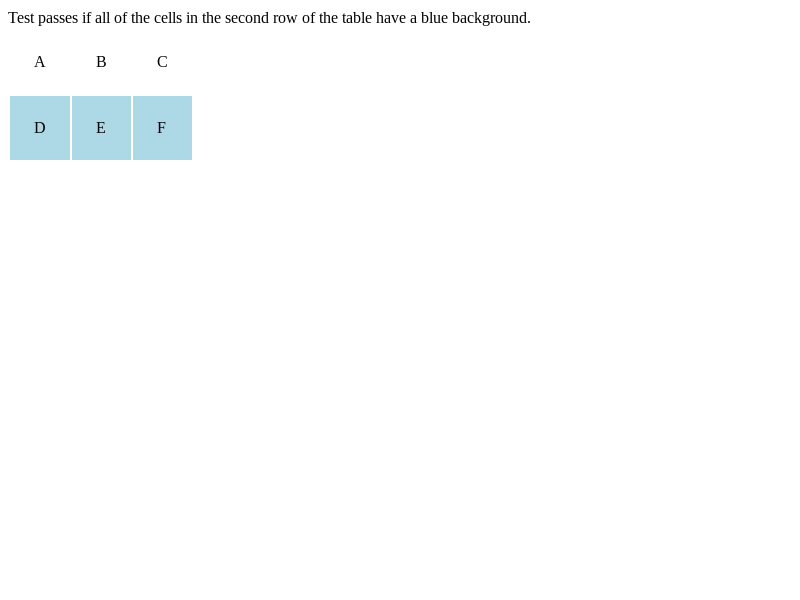 Test passes if all of the cells in the second row of the table have a blue background.
A B C
D E F